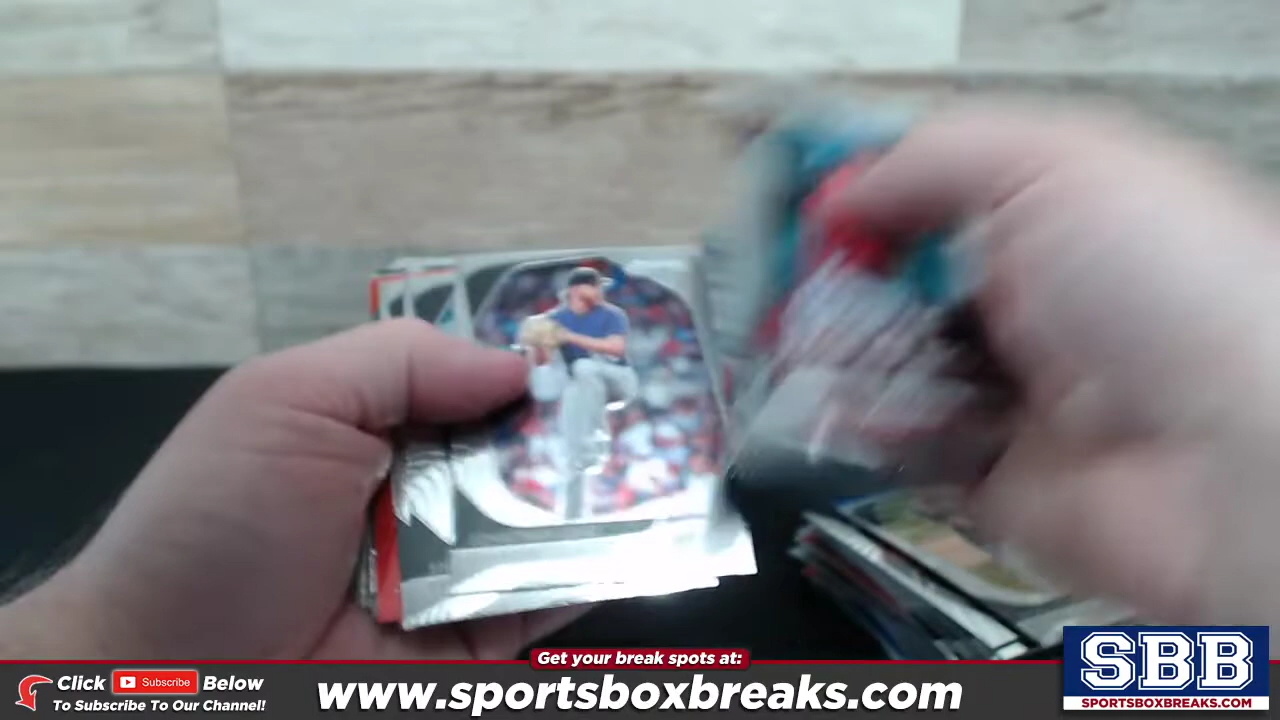 Get your break spots at:
Click Subscribe Below
To Subscribe To Our Channel!
www.sportsboxbreaks.com
SBB
SPORTSBOXBREAKS.COM